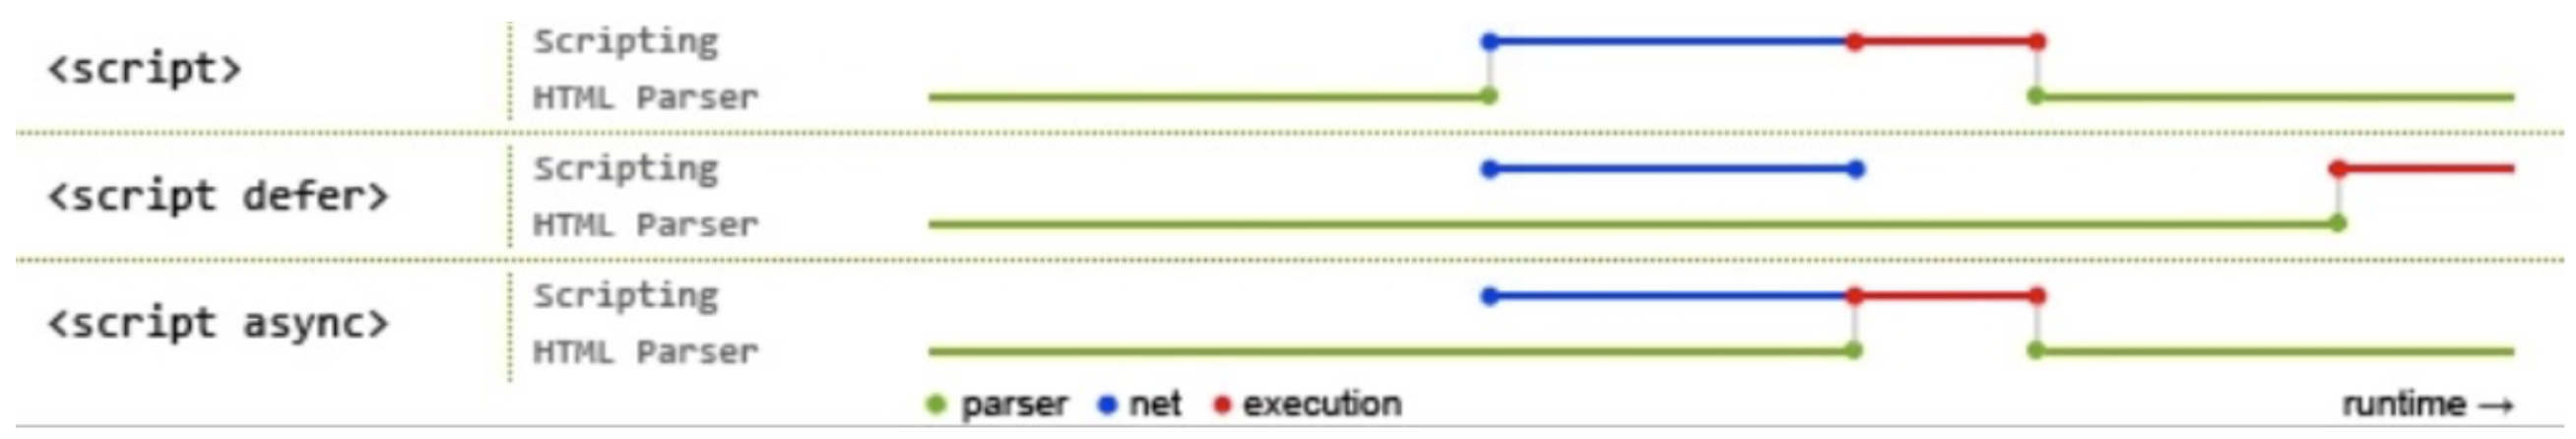 <script>
Scripting
HTML Parser
<script defer>
Scripting
HTML Parser
<script async>
Scripting
HTML Parser
parser net execution runtime →